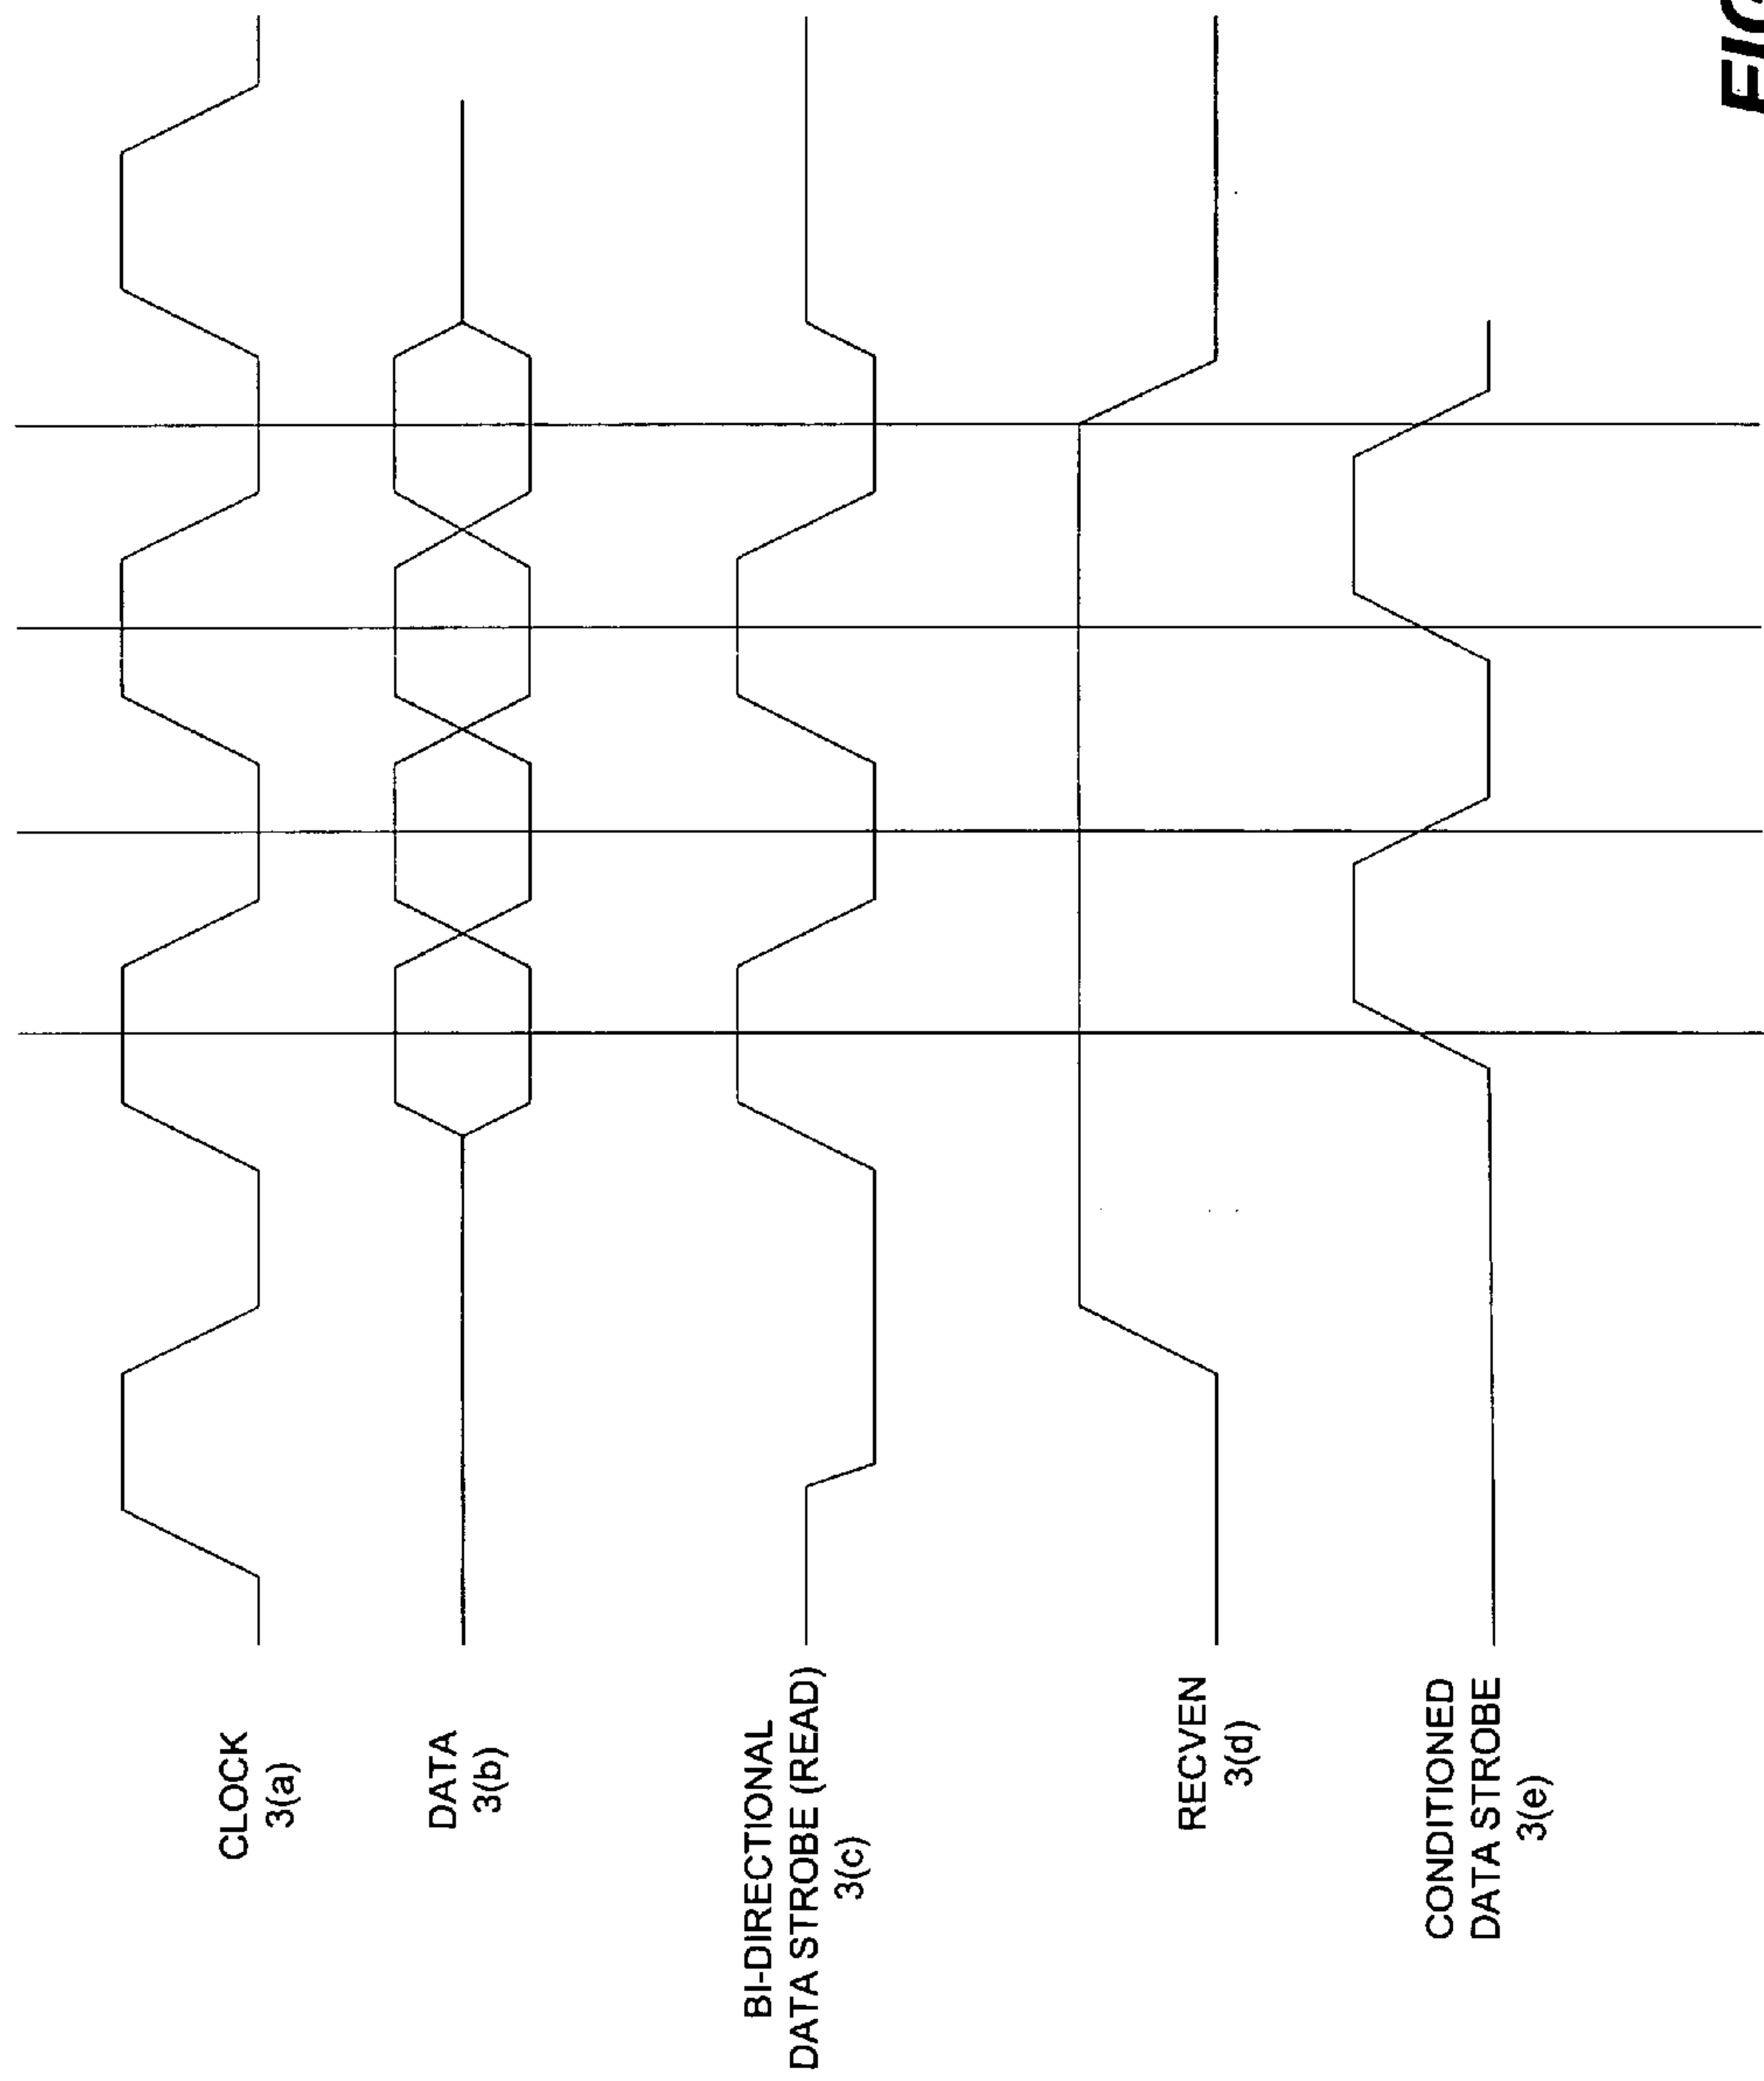 CLOCK
3(a)
DATA
3(b)
BI-DIRECTIONAL
DATA STROBE (READ)
3(c)
RECVEN
3(d)
CONDITIONED
DATA STROBE
3(e)